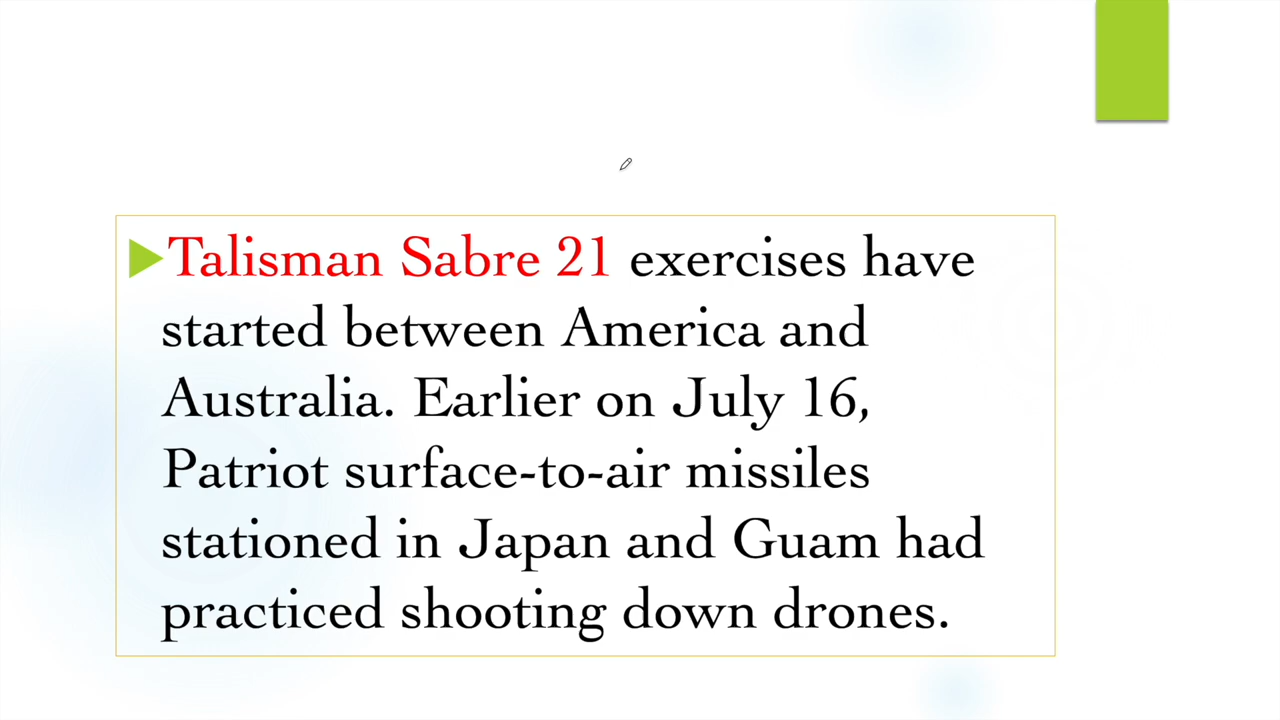 Talisman Sabre 21 exercises have
started between America and
Australia. Earlier on July 16,
Patriot surface-to-air missiles
stationed in Japan and Guam had
practiced shooting down drones.